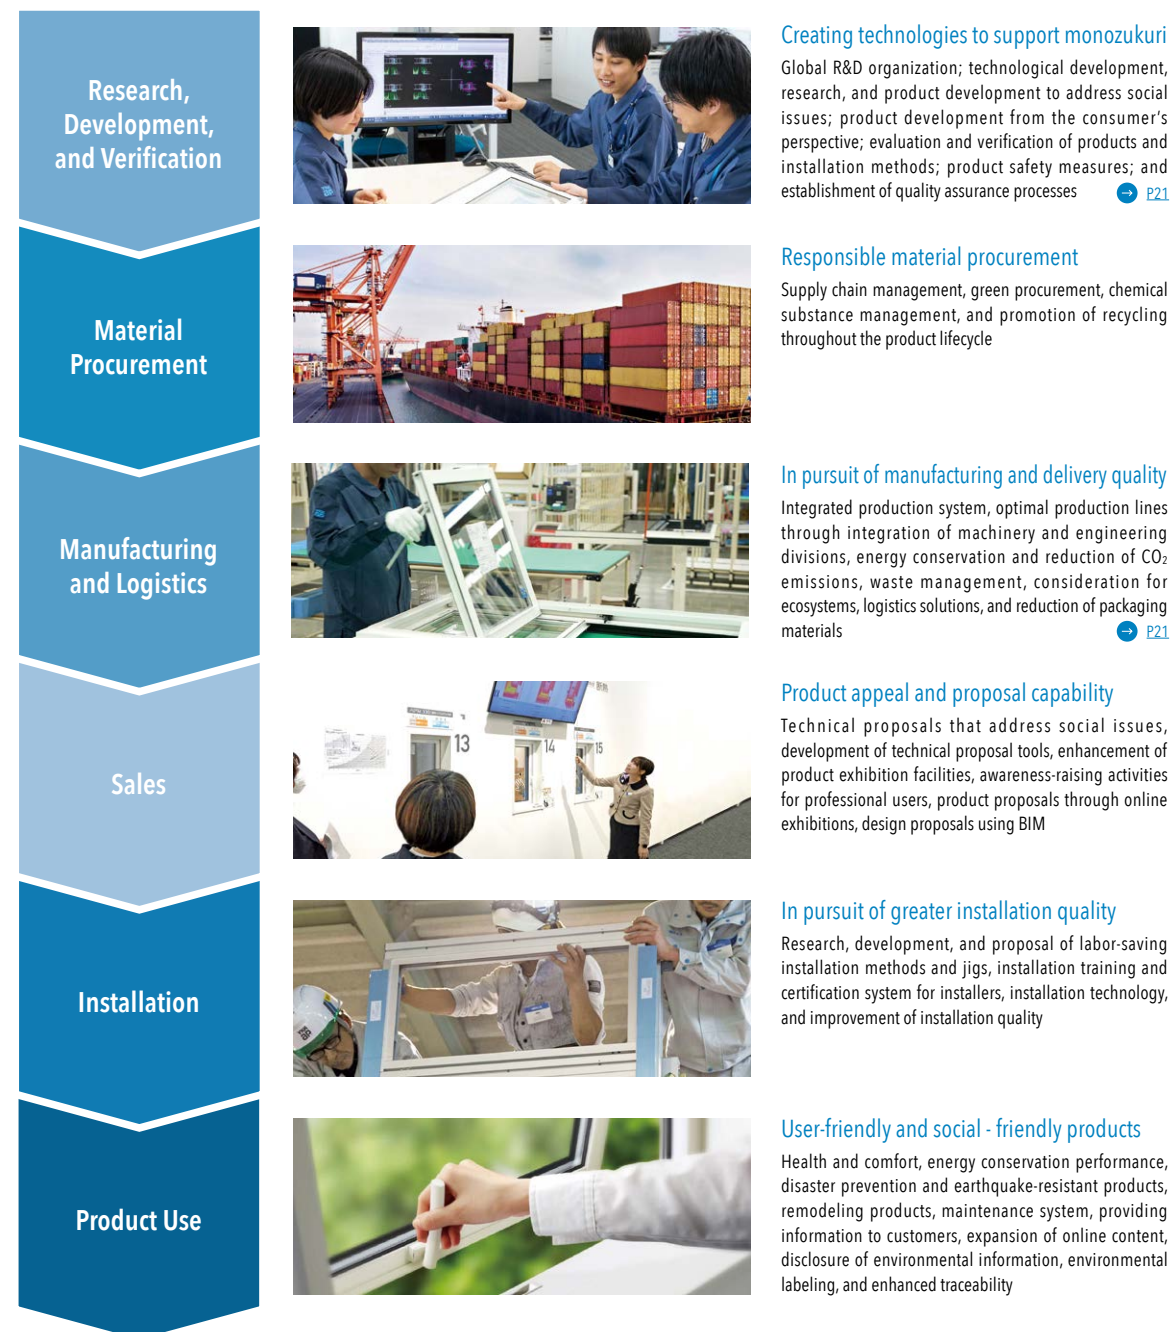 Research,
Development,
and Verification
Creating technologies to support monozukuri
Global R&D organization; technological development,
research, and product development to address social
issues; product development from the consumer's
perspective; evaluation and verification of products and
installation methods; product safety measures; and
establishment of quality assurance processes → P21
Material
Procurement
Responsible material procurement
Supply chain management, green procurement, chemical
substance management, and promotion of recycling
throughout the product lifecycle
Manufacturing
and Logistics
In pursuit of manufacturing and delivery quality
Integrated production system, optimal production lines
through integration of machinery and engineering
divisions, energy conservation and reduction of CO₂
emissions, waste management, consideration for
ecosystems, logistics solutions, and reduction of packaging
materials → P21
Sales
断熱
13
14
15
Product appeal and proposal capability
Technical proposals that address social issues,
development of technical proposal tools, enhancement of
product exhibition facilities, awareness-raising activities
for professional users, product proposals through online
exhibitions, design proposals using BIM
Installation
In pursuit of greater installation quality
Research, development, and proposal of labor-saving
installation methods and jigs, installation training and
certification system for installers, installation technology,
and improvement of installation quality
Product Use
User-friendly and social - friendly products
Health and comfort, energy conservation performance,
disaster prevention and earthquake-resistant products,
remodeling products, maintenance system, providing
information to customers, expansion of online content,
disclosure of environmental information, environmental
labeling, and enhanced traceability